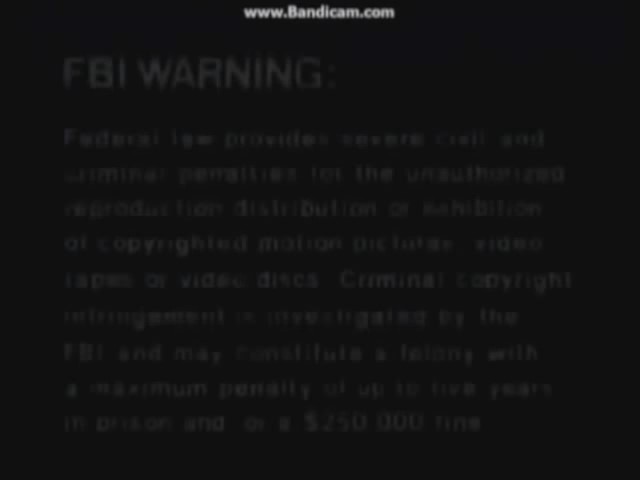 www.Bandicam.com
FBI WARNING:
Federal law provides severe civil and
criminal penalties for the unauthorized
reproduction distribution or exhibition
of copyrighted motion pictures video
tapes or video discs Criminal copyright
infringement is investigated by the
FBI and may constitute a felony with
a maximum penalty of up to five years
in prison and or a $250 000 fine